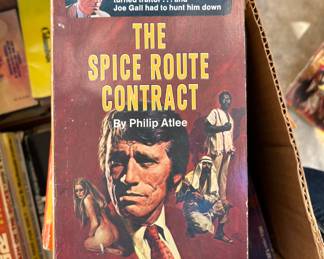 turned traitor . . . and
Joe Gall had to hunt him down
THE
SPICE ROUTE
CONTRACT
By Philip Atlee